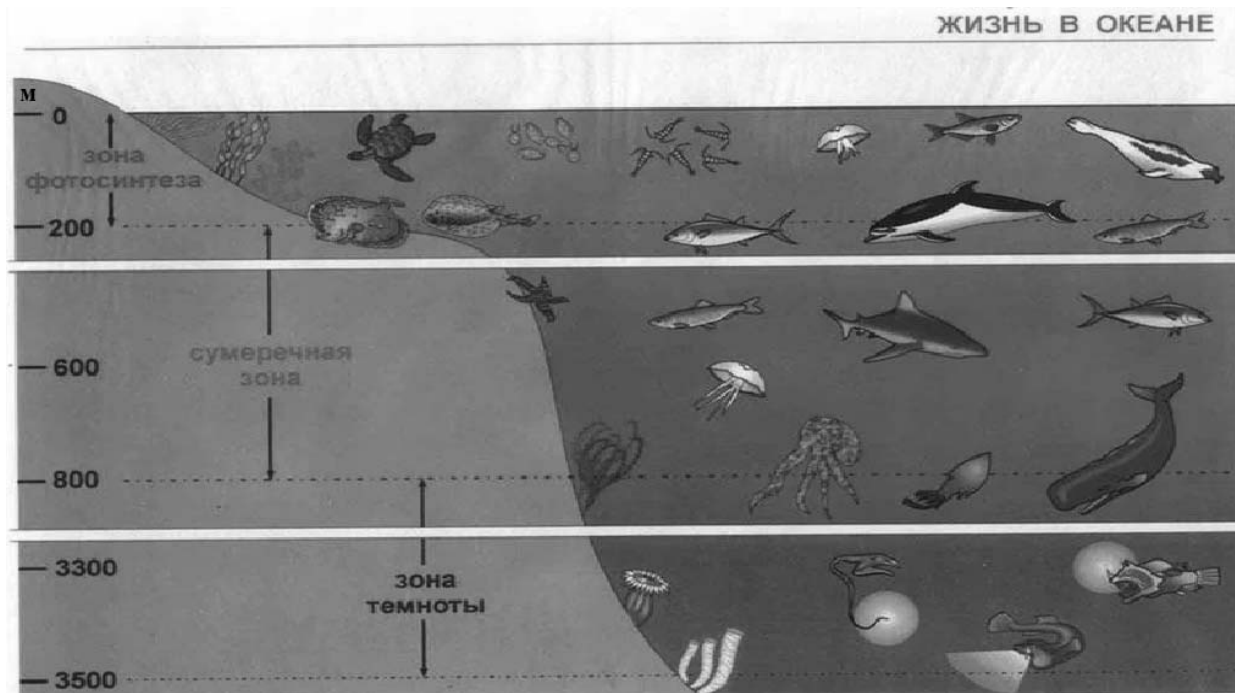 ЖИЗНЬ В ОКЕАНЕ
м
0
зона
фотосинтеза
200
сумеречная
зона
600
800
3300
зона
темноты
3500